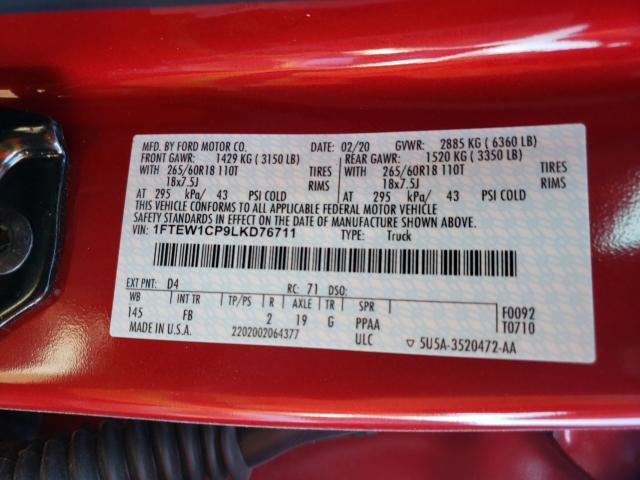 MFD. BY FORD MOTOR CO. DATE: 02/20 GVWR: 2885 KG ( 6360 LB)
FRONT GAWR: 1429 KG ( 3150 LB) REAR GAWR: 1520 KG ( 3350 LB)
WITH 265/60R18 110T TIRES WITH 265/60R18 110T TIRES
18x7.5J RIMS 18x7.5J RIMS
AT 295 kPa/ 43 PSI COLD AT 295 kPa/ 43 PSI COLD
THIS VEHICLE CONFORMS TO ALL APPLICABLE FEDERAL MOTOR VEHICLE
SAFETY STANDARDS IN EFFECT ON THE DATE OF MANUFACTURE SHOWN ABOVE.
VIN: 1FTEW1CP9LKD76711 TYPE: Truck
EXT PNT: D4 RC: 71 DSO:
WB INT TR TP/PS R AXLE TR SPR
145 FB 2 19 G PPAA F0092
MADE IN U.S.A. 2202002064377 ULC T0710
▽ 5U5A-3520472-AA